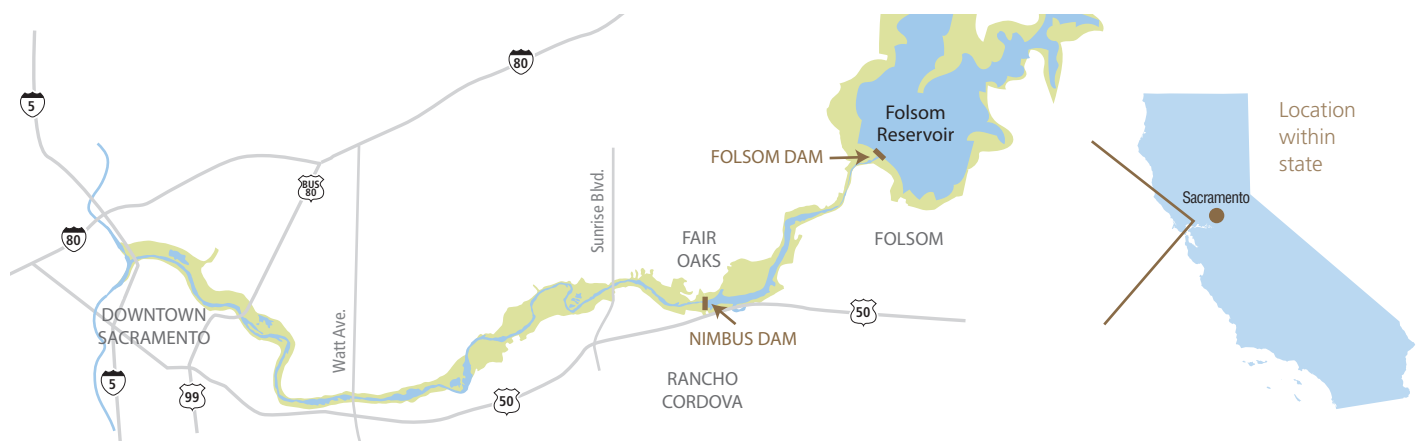 5
80
BUS
80
80
Watt Ave.
Sunrise Blvd.
Folsom
Reservoir
FOLSOM DAM
FOLSOM
FAIR
OAKS
NIMBUS DAM
50
RANCHO
CORDOVA
50
DOWNTOWN
SACRAMENTO
5
99
Location
within
state
Sacramento